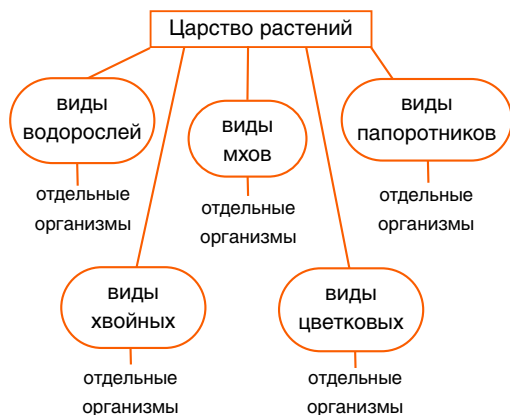 Царство растений
виды
водорослей
отдельные
организмы
виды
мхов
отдельные
организмы
виды
папоротников
отдельные
организмы
виды
хвойных
отдельные
организмы
виды
цветковых
отдельные
организмы